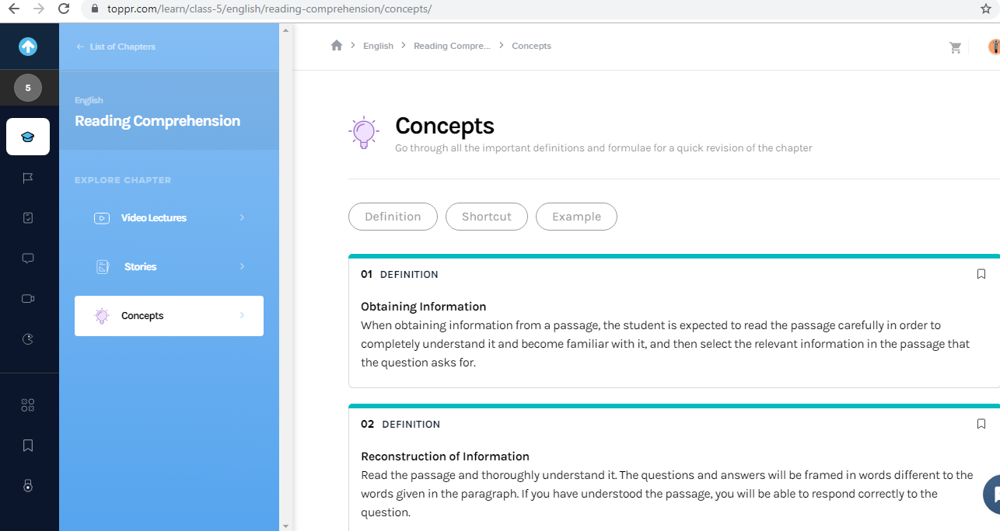 toppr.com/learn/class-5/english/reading-comprehension/concepts/
List of Chapters
English
Reading Compre...
Concepts
5
English
Reading Comprehension
EXPLORE CHAPTER
Video Lectures
Stories
Concepts
Concepts
Go through all the important definitions and formulae for a quick revision of the chapter
Definition
Shortcut
Example
01 DEFINITION
Obtaining Information
When obtaining information from a passage, the student is expected to read the passage carefully in order to
completely understand it and become familiar with it, and then select the relevant information in the passage that
the question asks for.
02 DEFINITION
Reconstruction of Information
Read the passage and thoroughly understand it. The questions and answers will be framed in words different to the
words given in the paragraph. If you have understood the passage, you will be able to respond correctly to the
question.